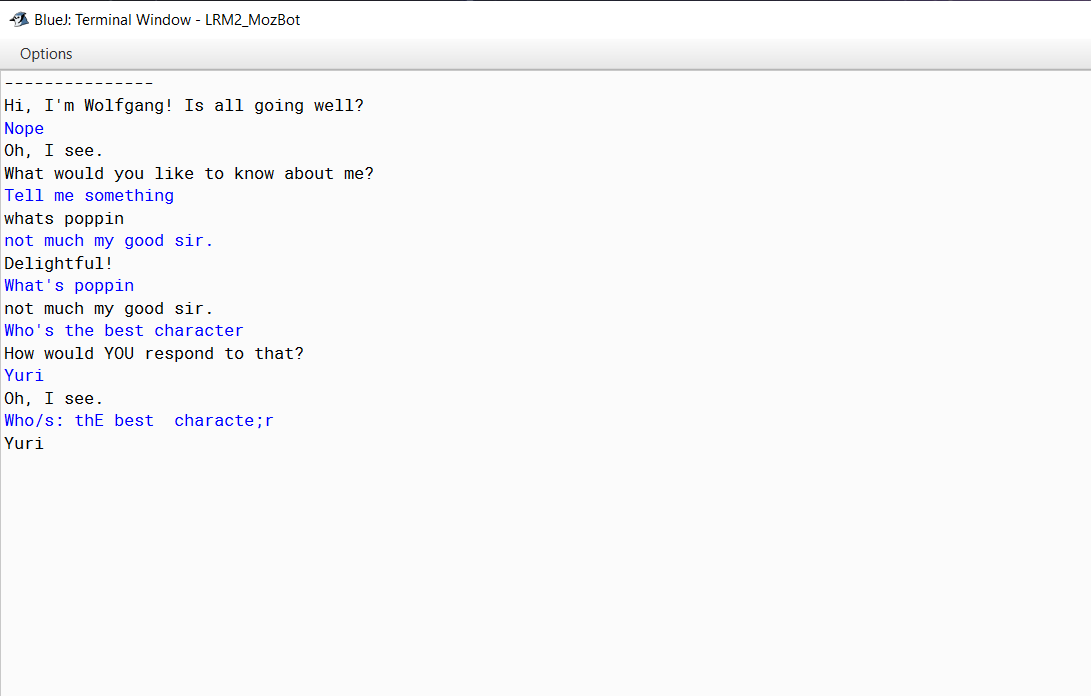 BlueJ: Terminal Window - LRM2_MozBot
Options
---------------
Hi, I'm Wolfgang! Is all going well?
Nope
Oh, I see.
What would you like to know about me?
Tell me something
whats poppin
not much my good sir.
Delightful!
What's poppin
not much my good sir.
Who's the best character
How would YOU respond to that?
Yuri
Oh, I see.
Who/s: thE best  characte;r
Yuri